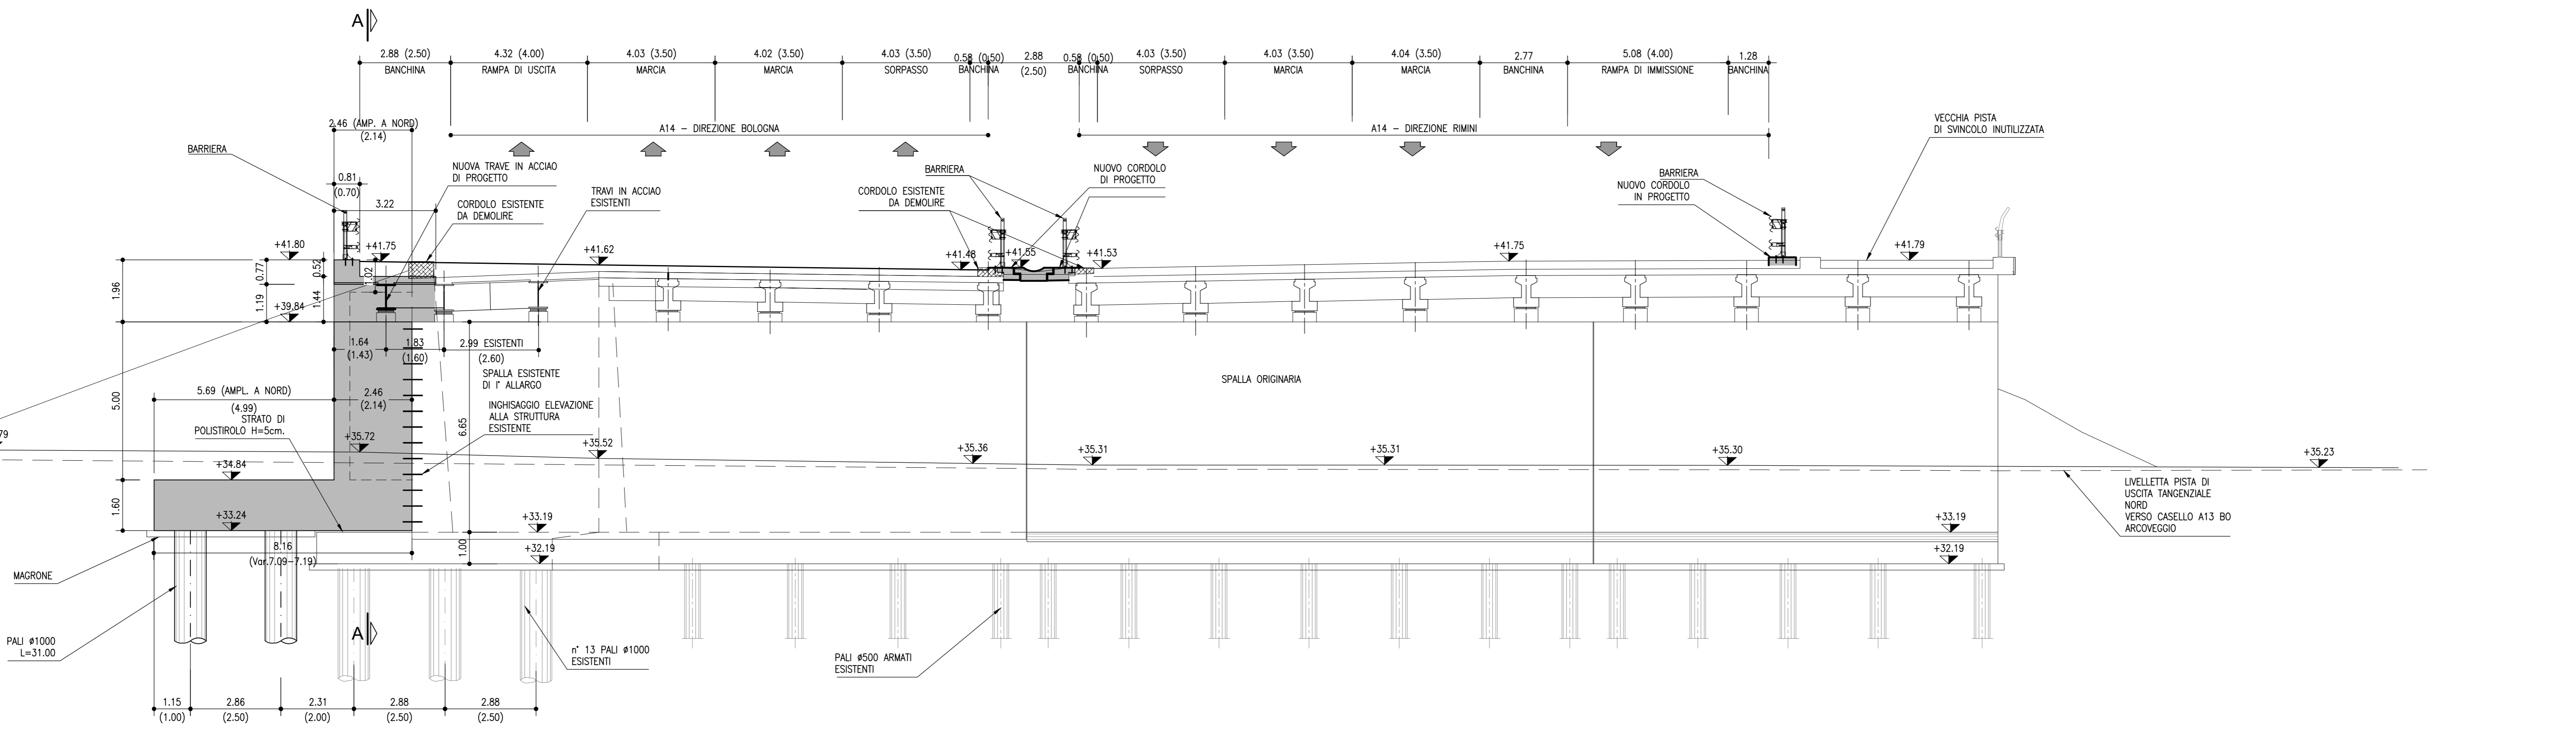 A
2.88 (2.50)
BANCHINA
4.32 (4.00)
RAMPA DI USCITA
4.03 (3.50)
MARCIA
4.02 (3.50)
MARCIA
4.03 (3.50)
SORPASSO
0.58 (0.50)
BANCHINA
2.88
(2.50)
0.58 (0.50)
BANCHINA
4.03 (3.50)
SORPASSO
4.03 (3.50)
MARCIA
4.04 (3.50)
MARCIA
2.77
BANCHINA
5.08 (4.00)
RAMPA DI IMMISSIONE
1.28
BANCHINA
2.46 (AMP. A NORD)
(2.14)
A14 – DIREZIONE BOLOGNA
A14 – DIREZIONE RIMINI
VECCHIA PISTA
DI SVINCOLO INUTILIZZATA
BARRIERA
0.81
(0.70)
3.22
NUOVA TRAVE IN ACCIAO
DI PROGETTO
CORDOLO ESISTENTE
DA DEMOLIRE
TRAVI IN ACCIAO
ESISTENTI
BARRIERA
CORDOLO ESISTENTE
DA DEMOLIRE
NUOVO CORDOLO
DI PROGETTO
BARRIERA
NUOVO CORDOLO
IN PROGETTO
+41.80
+41.75
+41.62
+41.48
+41.55
+41.53
+41.75
+41.79
1.96
0.77
1.19
0.52
1.44
1.02
+39.84
1.64
(1.43)
1.83
(1.60)
2.99 ESISTENTI
(2.60)
SPALLA ESISTENTE
DI I° ALLARGO
SPALLA ORIGINARIA
5.00
5.69 (AMPL. A NORD)
(4.99)
2.46
(2.14)
STRATO DI
POLISTIROLO H=5cm.
INGHISAGGIO ELEVAZIONE
ALLA STRUTTURA
ESISTENTE
6.65
79
+35.72
+35.52
+35.36
+35.31
+35.31
+35.30
+35.23
+34.84
1.60
+33.24
+33.19
+33.19
LIVELLETTA PISTA DI
USCITA TANGENZIALE
NORD
VERSO CASELLO A13 BO
ARCOVEGGIO
8.16
(Var.7.09–7.19)
1.00
+32.19
+32.19
MAGRONE
PALI ø1000
L=31.00
A
n° 13 PALI ø1000
ESISTENTI
PALI ø500 ARMATI
ESISTENTI
1.15
(1.00)
2.86
(2.50)
2.31
(2.00)
2.88
(2.50)
2.88
(2.50)